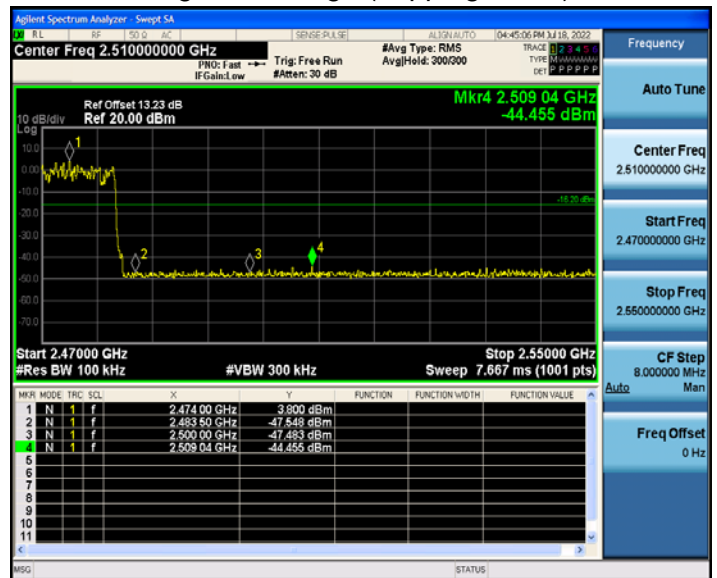 Agilent Spectrum Analyzer - Swept SA
RL RF 50 Ω AC SENSE:PULSE ALIGNAUTO 04:45:06 PM Jul 18, 2022
Center Freq 2.510000000 GHz #Avg Type: RMS TRACE 1 2 3 4 5 6
PNO: Fast Trig: Free Run Avg|Hold: 300/300 TYPE M
IFGain:Low #Atten: 30 dB DET P P P P P P
Mkr4 2.509 04 GHz
-44.455 dBm
Ref Offset 13.23 dB
10 dB/div Ref 20.00 dBm
Log
10.0
0.00
-10.0
-20.0
-30.0
-40.0
-50.0
-60.0
-70.0
1
2
3
4
-16.20 dBm
Start 2.47000 GHz Stop 2.55000 GHz
#Res BW 100 kHz #VBW 300 kHz Sweep 7.667 ms (1001 pts)
MKR MODE TRC SCL X Y FUNCTION FUNCTION WIDTH FUNCTION VALUE
1 N 1 f 2.474 00 GHz 3.800 dBm
2 N 1 f 2.483 50 GHz -47.548 dBm
3 N 1 f 2.500 00 GHz -47.483 dBm
4 N 1 f 2.509 04 GHz -44.455 dBm
5
6
7
8
9
10
11
MSG STATUS
Frequency
Auto Tune
Center Freq
2.510000000 GHz
Start Freq
2.470000000 GHz
Stop Freq
2.550000000 GHz
CF Step
8.000000 MHz
Auto Man
Freq Offset
0 Hz